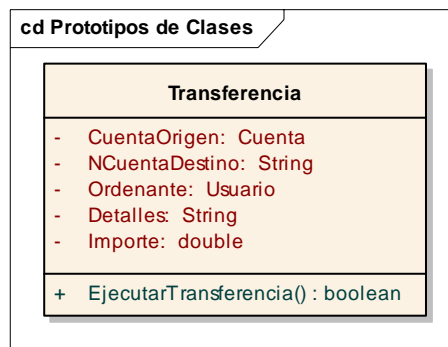 cd Prototipos de Clases
Transferencia
- CuentaOrigen: Cuenta
- NCuentaDestino: String
- Ordenante: Usuario
- Detalles: String
- Importe: double
+ EjecutarTransferencia() : boolean